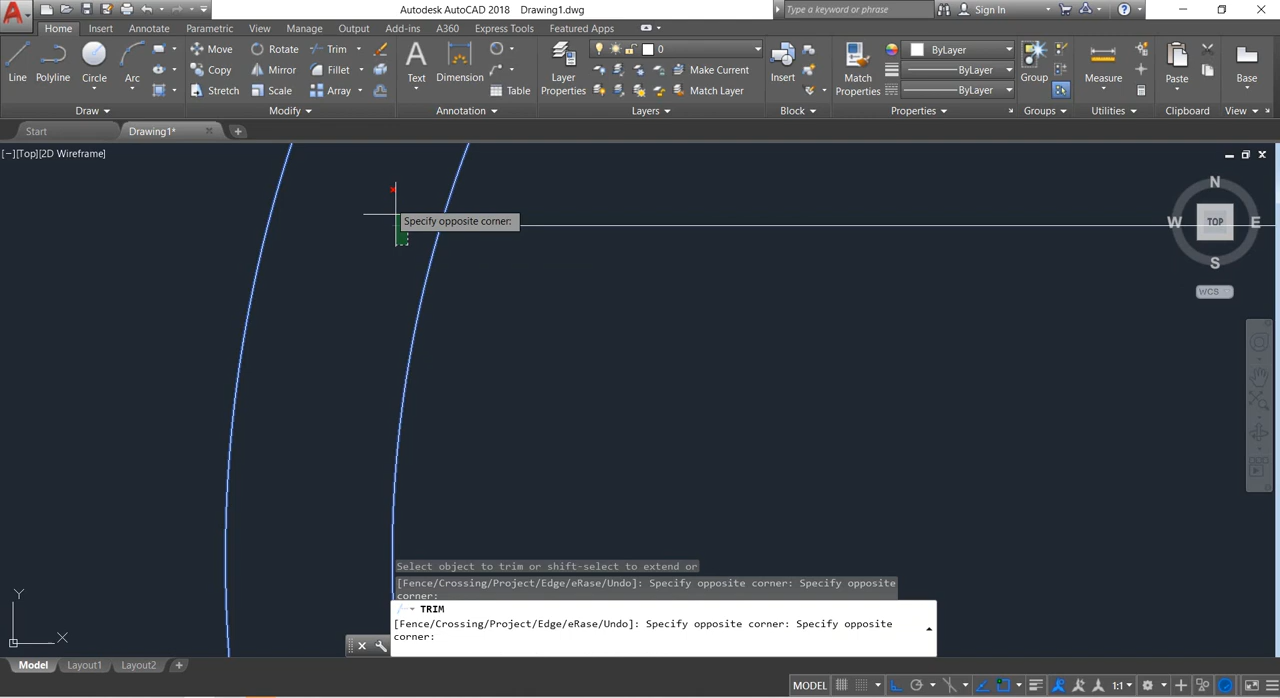 Autodesk AutoCAD 2018 Drawing1.dwg
Type a keyword or phrase
Sign In
Home Insert Annotate Parametric View Manage Output Add-ins A360 Express Tools Featured Apps
Line
Polyline
Circle
Arc
Draw
Move Rotate Trim
Copy Mirror Fillet
Stretch Scale Array
Modify
Text
Dimension
Table
Annotation
Layer
Properties
0
Make Current
Match Layer
Layers
Insert
Block
Match
Properties
ByLayer
ByLayer
ByLayer
Properties
Group
Groups
Measure
Utilities
Paste
Clipboard
Base
View
Start Drawing1*
[−][Top][2D Wireframe]
N
W TOP E
S
WCS
Specify opposite corner:
Select object to trim or shift-select to extend or
[Fence/Crossing/Project/Edge/eRase/Undo]: Specify opposite corner: Specify opposite
corner:
TRIM
[Fence/Crossing/Project/Edge/eRase/Undo]: Specify opposite corner: Specify opposite
corner:
Y
X
Model Layout1 Layout2
MODEL 1:1